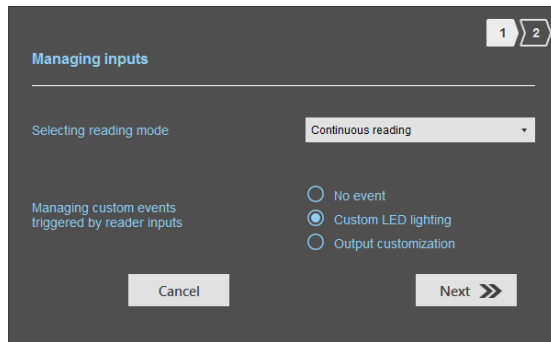 1 2
Managing inputs
Selecting reading mode
Continuous reading
Managing custom events
triggered by reader inputs
No event
Custom LED lighting
Output customization
Cancel
Next